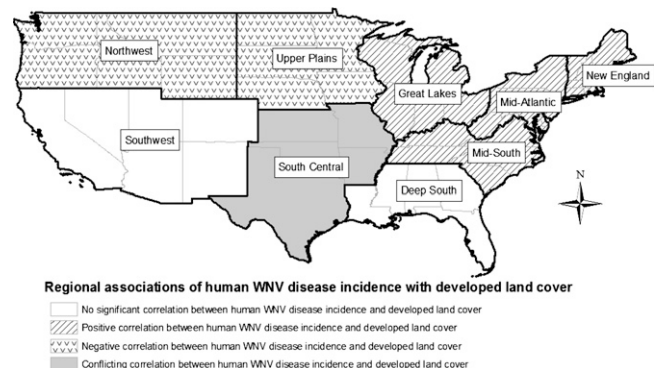 Northwest
Upper Plains
New England
Great Lakes
Mid-Atlantic
Southwest
Mid-South
South Central
N
Deep South
Regional associations of human WNV disease incidence with developed land cover
No significant correlation between human WNV disease incidence and developed land cover
Positive correlation between human WNV disease incidence and developed land cover
Negative correlation between human WNV disease incidence and developed land cover
Conflicting correlation between human WNV disease incidence and developed land cover